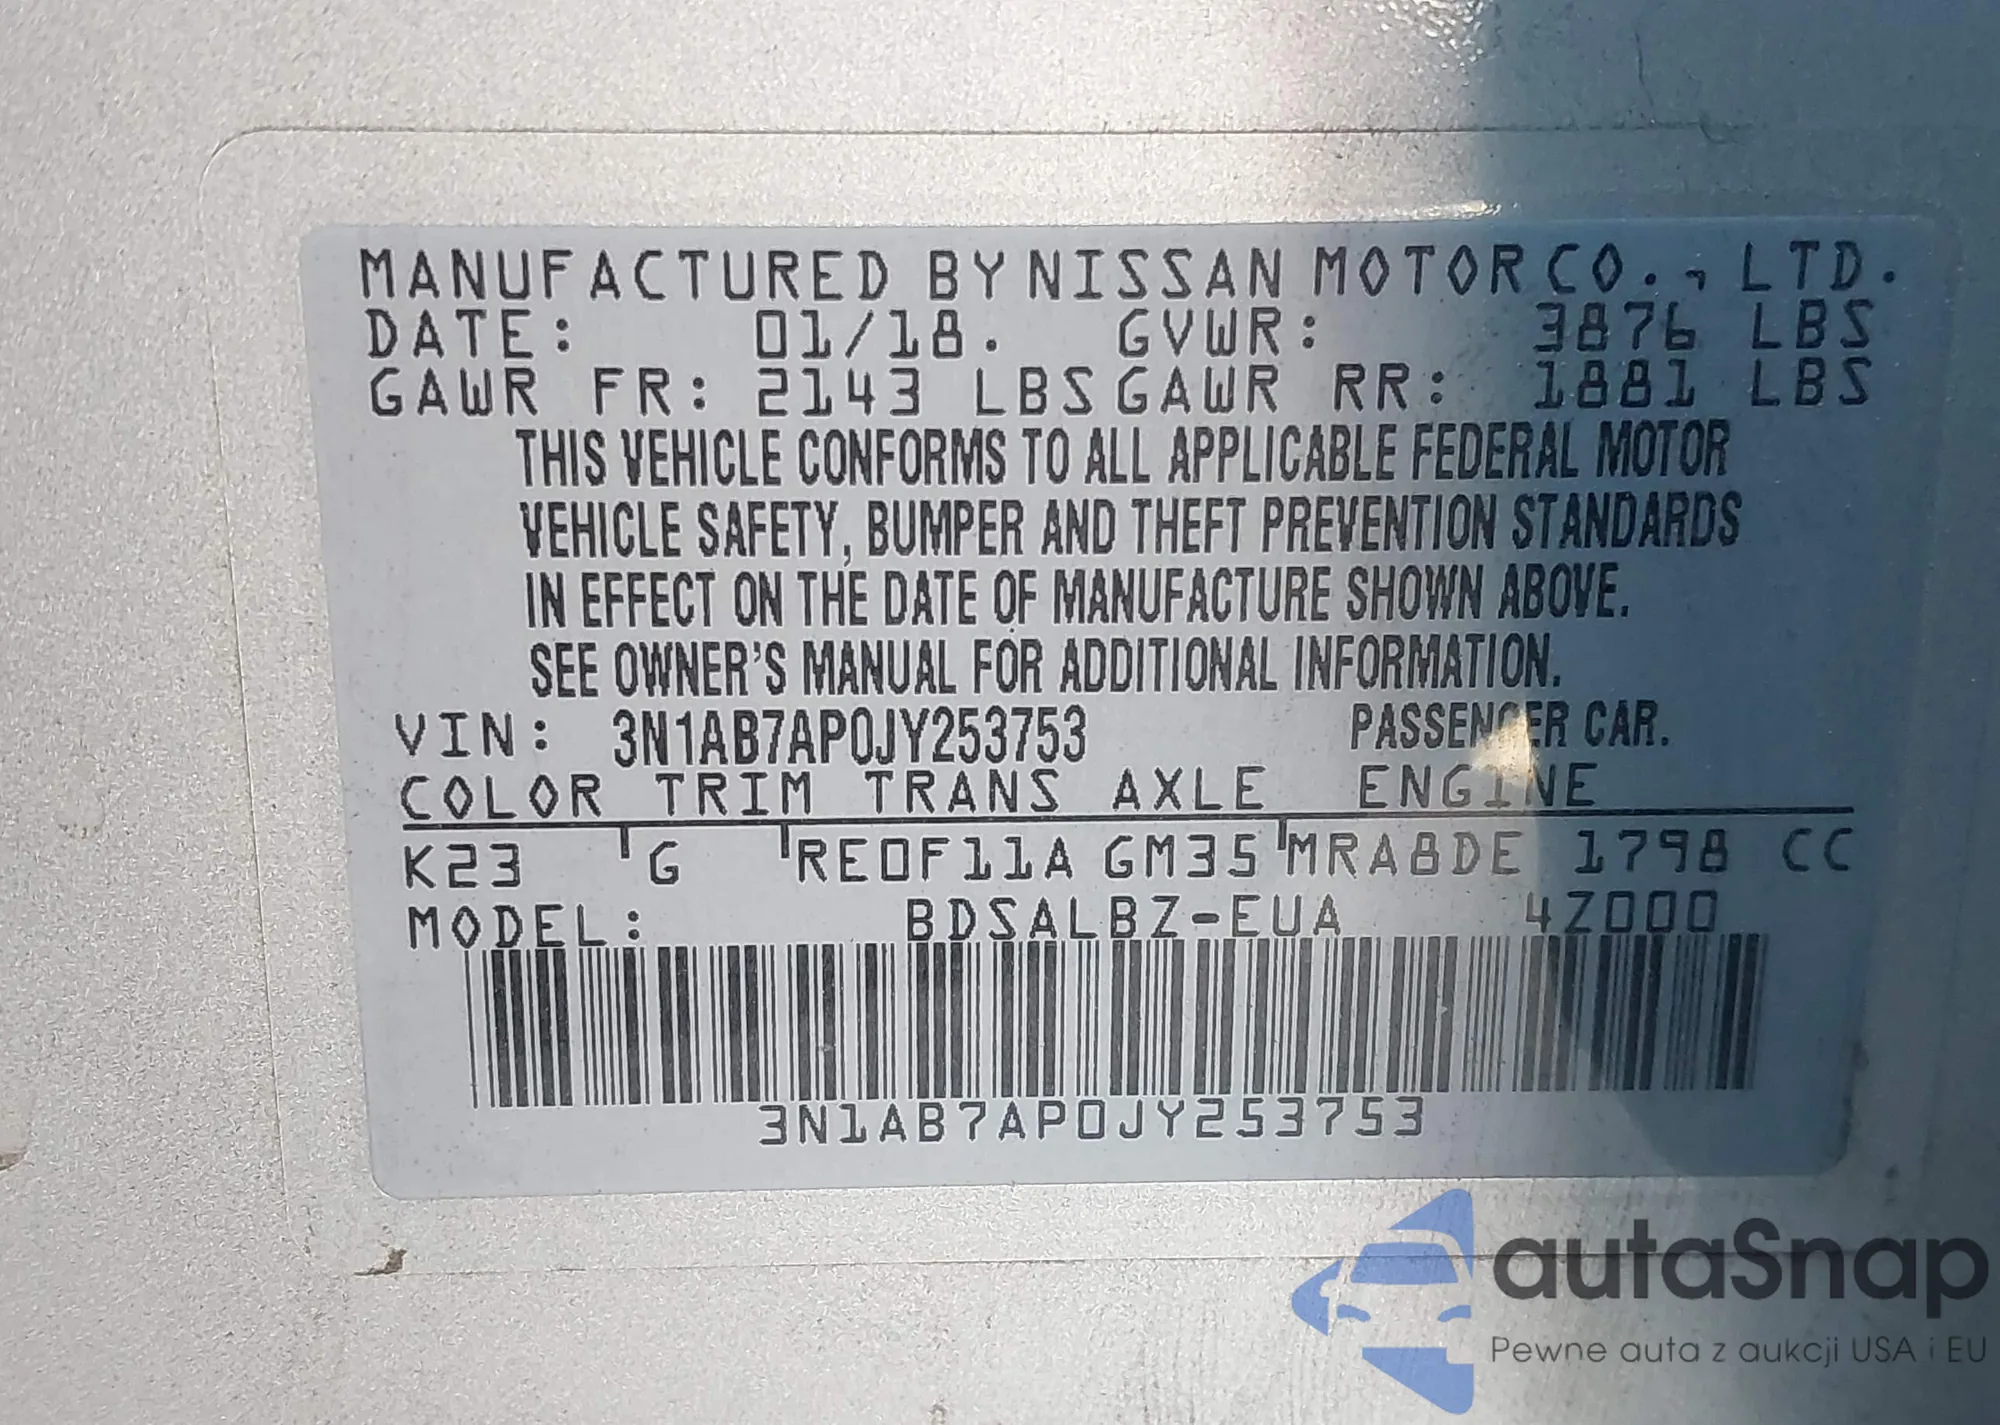 MANUFACTURED BY NISSAN MOTOR CO., LTD.
DATE: 01/18. GVWR: 3876 LBS
GAWR FR: 2143 LBS GAWR RR: 1881 LBS
THIS VEHICLE CONFORMS TO ALL APPLICABLE FEDERAL MOTOR
VEHICLE SAFETY, BUMPER AND THEFT PREVENTION STANDARDS
IN EFFECT ON THE DATE OF MANUFACTURE SHOWN ABOVE.
SEE OWNER'S MANUAL FOR ADDITIONAL INFORMATION.
VIN: 3N1AB7AP0JY253753 PASSENGER CAR.
COLOR TRIM TRANS AXLE ENGINE
K23 G RE0F11A GM35 MRA8DE 1798 CC
MODEL: BDSALBZ-EUA 4Z000
3N1AB7AP0JY253753
autaSnap
Pewne auta z aukcji USA i EU